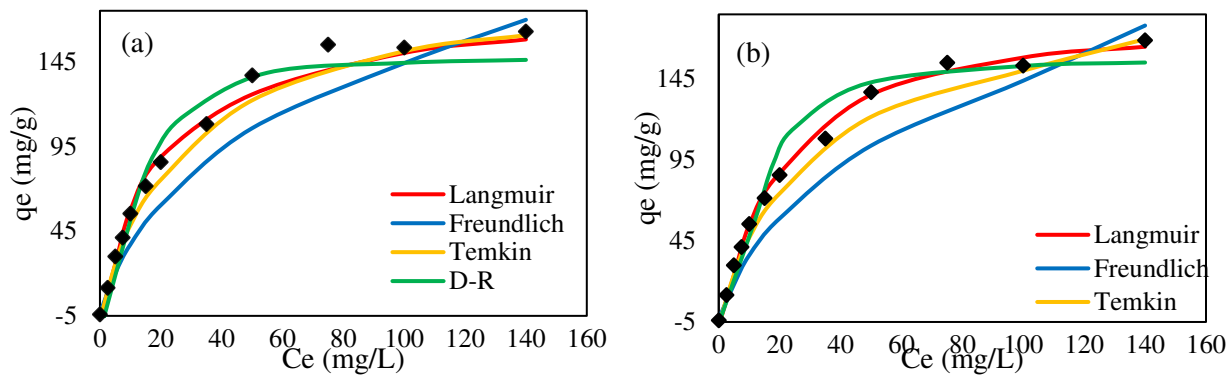 (a)
qe (mg/g)
145
95
45
-5
Langmuir
Freundlich
Temkin
D-R
0 20 40 60 80 100 120 140 160
Ce (mg/L)
(b)
qe (mg/g)
145
95
45
-5
Langmuir
Freundlich
Temkin
0 20 40 60 80 100 120 140 160
Ce (mg/L)